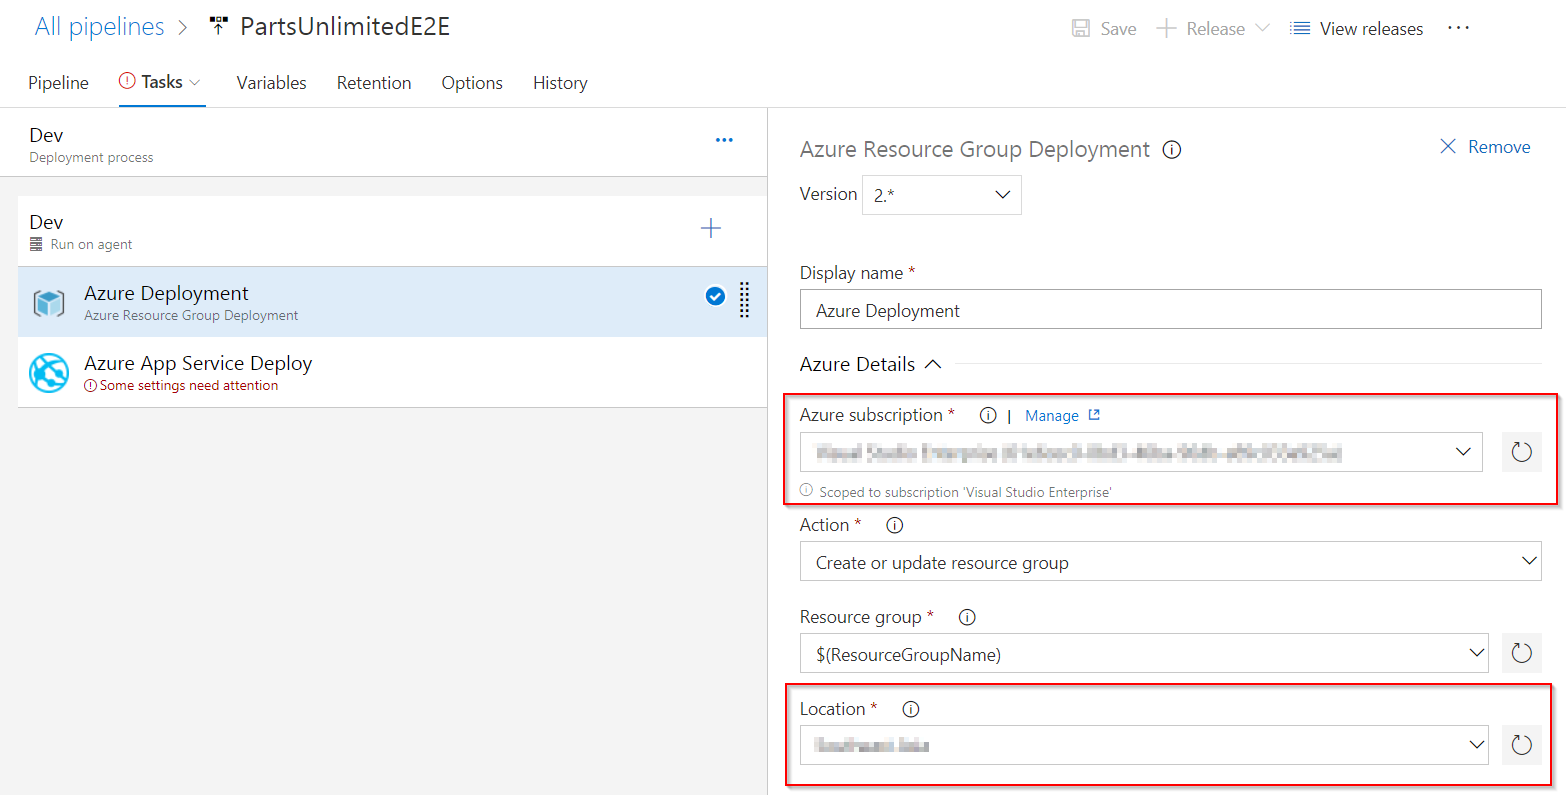 All pipelines > PartsUnlimitedE2E
Save
Release
View releases
Pipeline
Tasks
Variables
Retention
Options
History
Dev
Deployment process
Dev
Run on agent
Azure Deployment
Azure Resource Group Deployment
Azure App Service Deploy
Some settings need attention
Azure Resource Group Deployment
Remove
Version
2.*
Display name *
Azure Deployment
Azure Details
Azure subscription * | Manage
Scoped to subscription 'Visual Studio Enterprise'
Action *
Create or update resource group
Resource group *
$(ResourceGroupName)
Location *